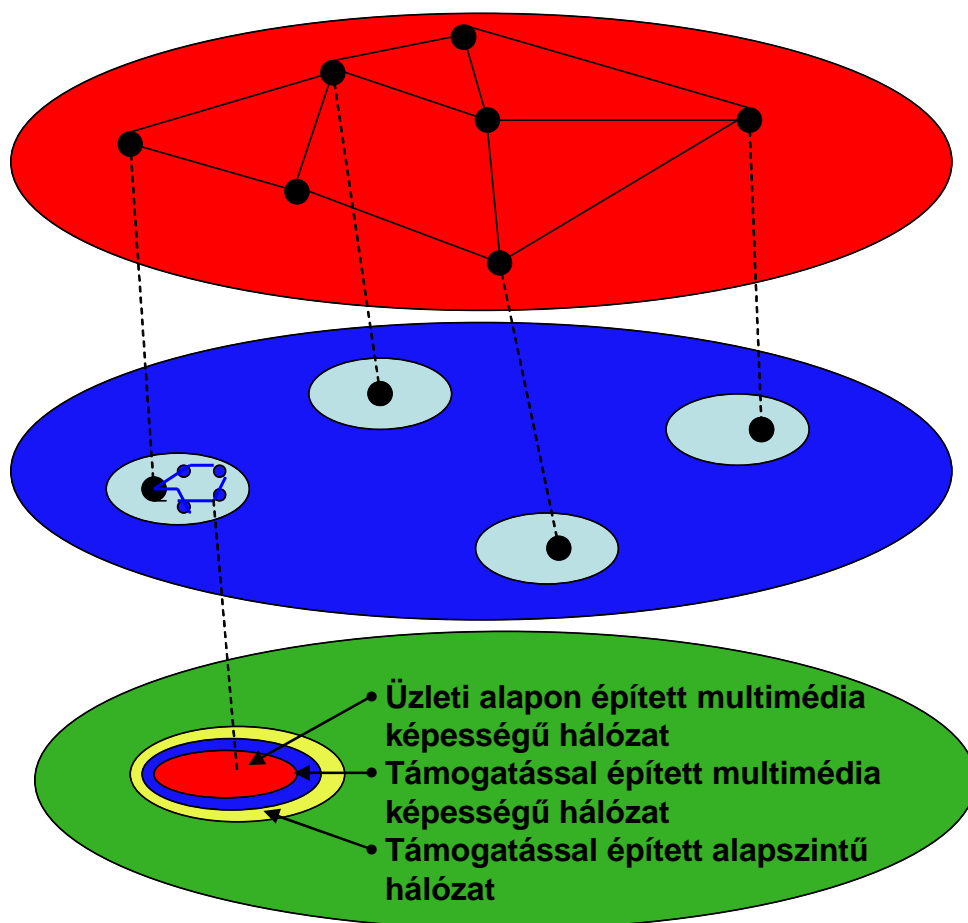 • Üzleti alapon épített multimédia
képességű hálózat
• Támogatással épített multimédia
képességű hálózat
• Támogatással épített alapszintű
hálózat